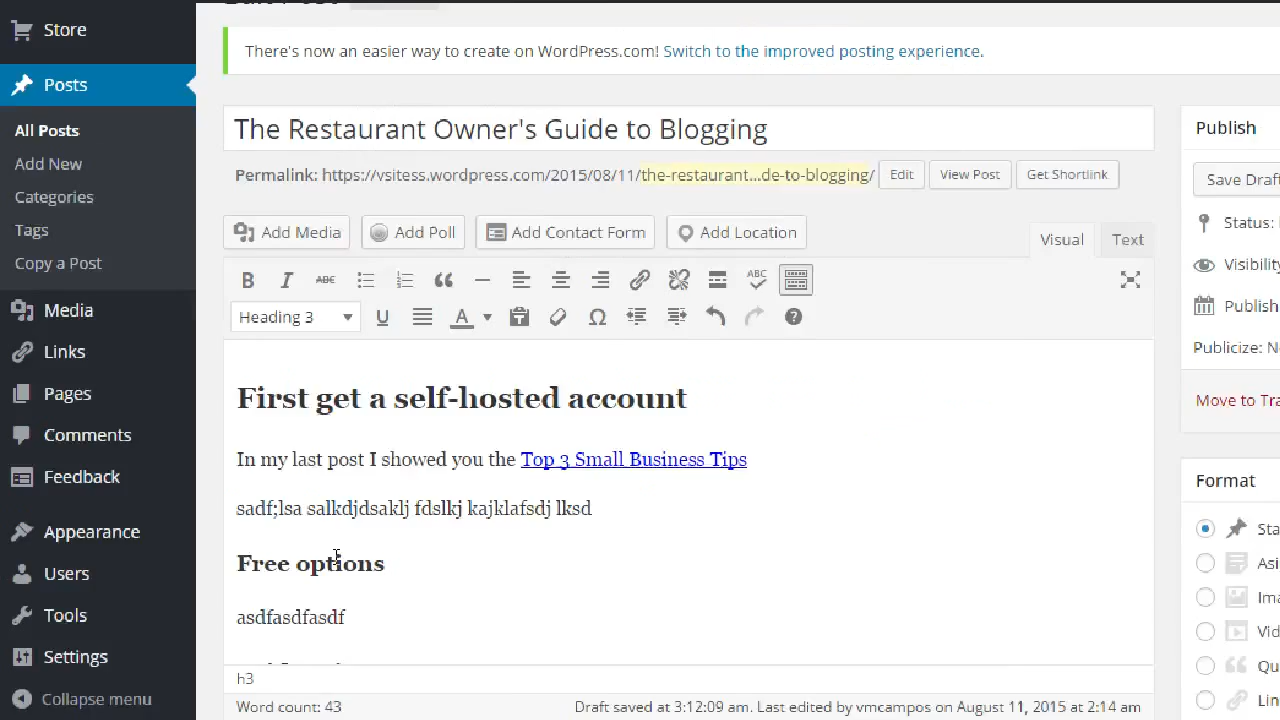 Store
There's now an easier way to create on WordPress.com! Switch to the improved posting experience.
Posts
All Posts
Add New
Categories
Tags
Copy a Post
Media
Links
Pages
Comments
Feedback
Appearance
Users
Tools
Settings
Collapse menu
The Restaurant Owner's Guide to Blogging
Permalink: https://vsitess.wordpress.com/2015/08/11/the-restaurant...de-to-blogging/ Edit View Post Get Shortlink
Add Media Add Poll Add Contact Form Add Location
Visual Text
B I ABC ABC
Heading 3 U A
First get a self-hosted account
In my last post I showed you the Top 3 Small Business Tips
sadf;lsa salkdjdsaklj fdslkj kajklafsdj lksd
Free options
asdfasdfasdf
h3
Word count: 43 Draft saved at 3:12:09 am. Last edited by vmcampos on August 11, 2015 at 2:14 am
Publish
Save Draf
Status:
Visibility
Publish
Publicize: N
Move to Tra
Format
Sta
Asi
Ima
Vid
Qu
Lin